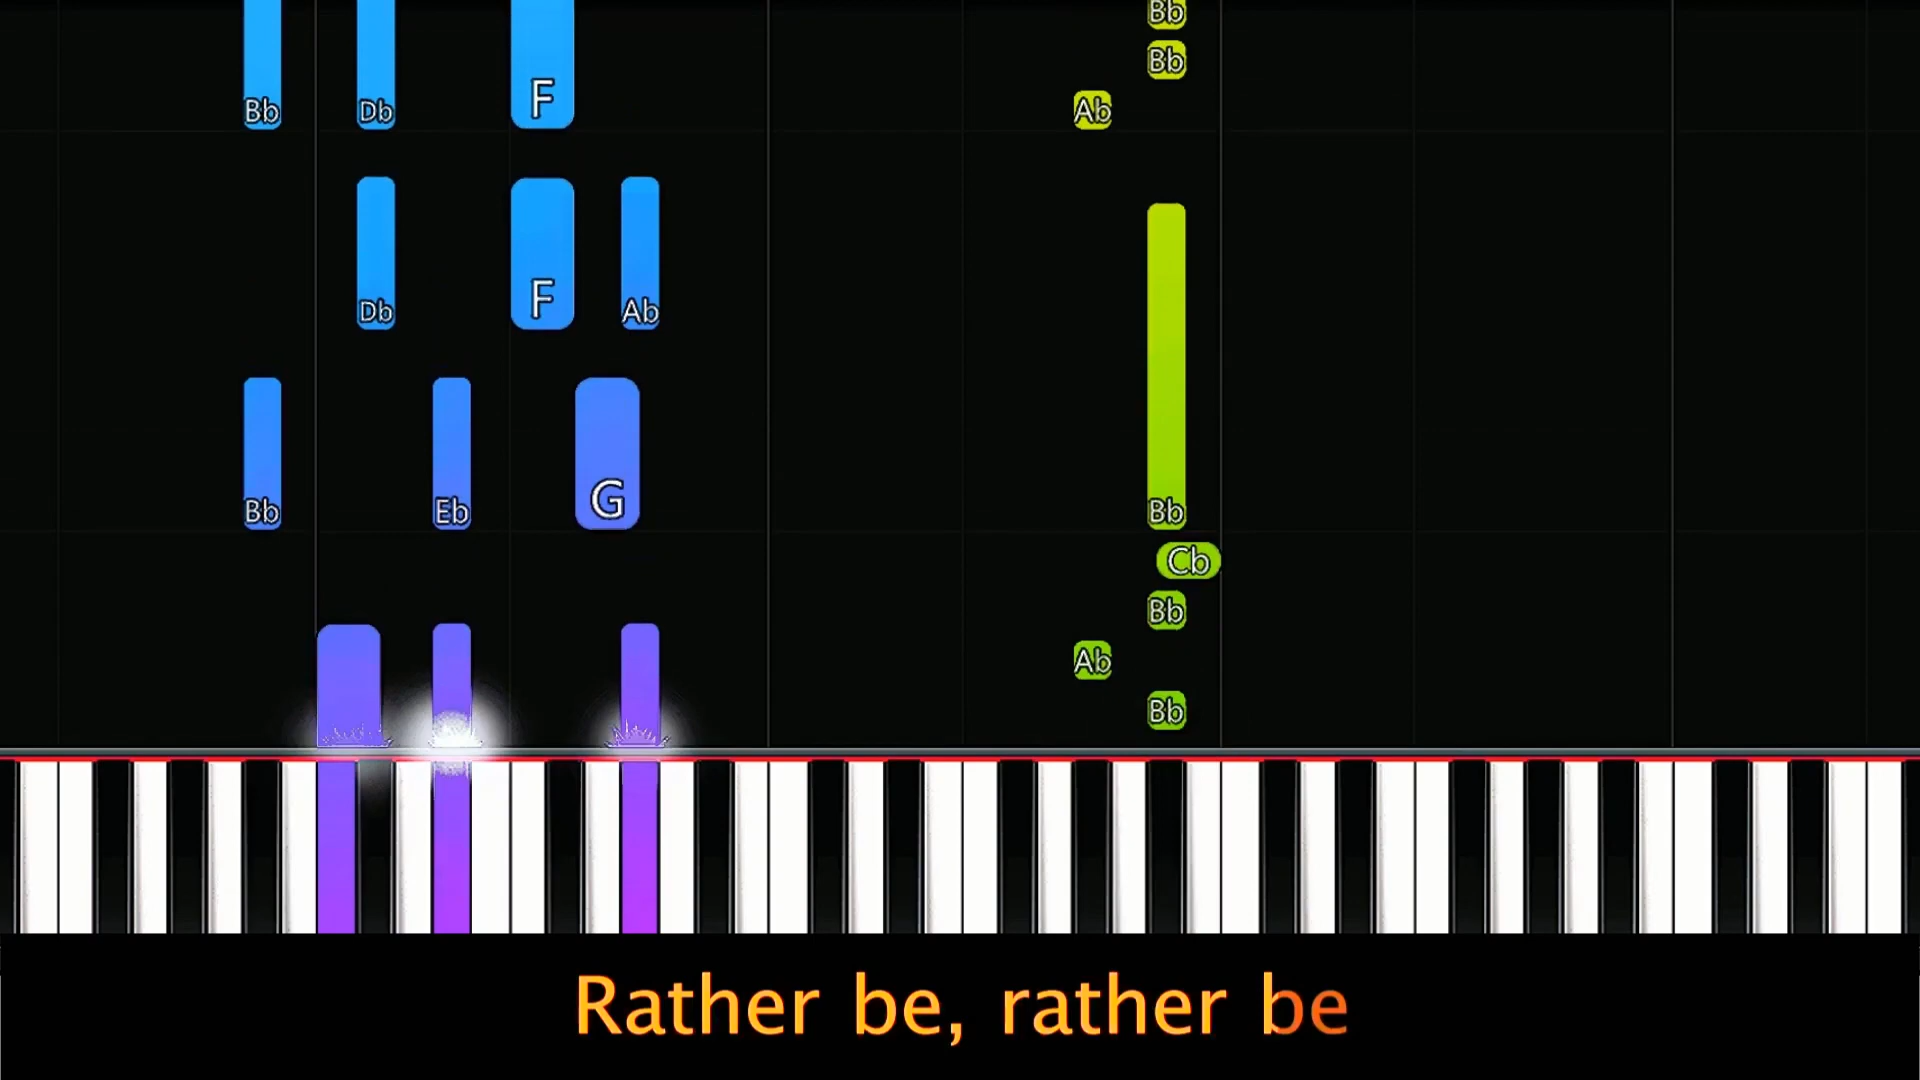 Bb
Bb
Bb Db F Ab
Db F Ab
Bb Eb G Bb
Cb
Bb
Ab
Bb
Rather be, rather be